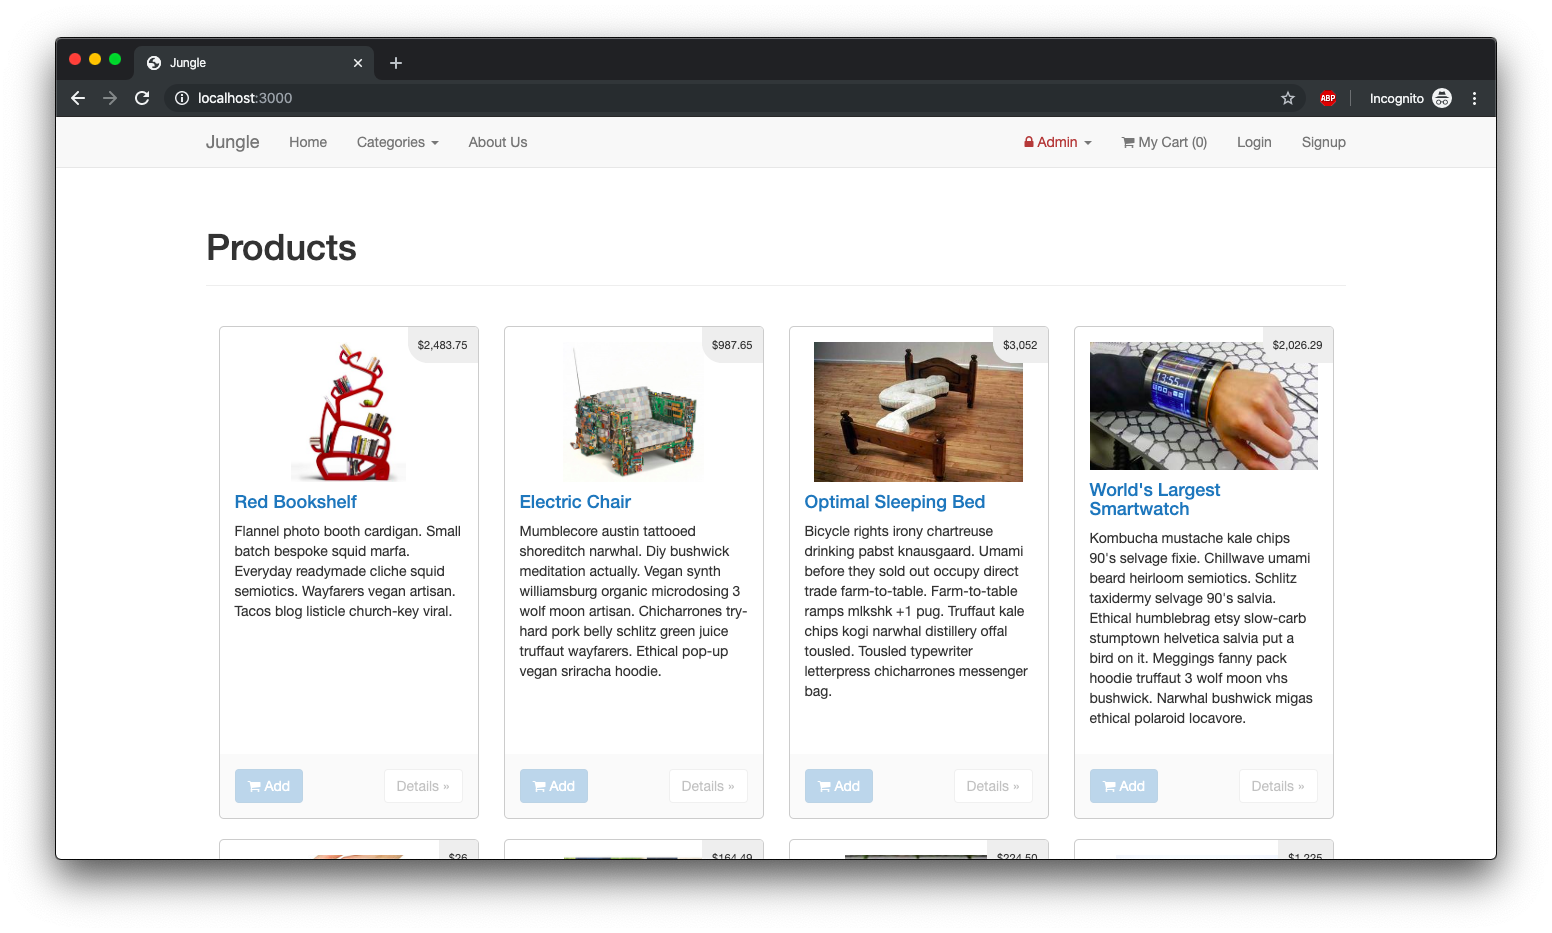 Jungle
localhost:3000
ABP
Incognito
Jungle Home Categories About Us Admin My Cart (0) Login Signup
Products
$2,483.75
Red Bookshelf
Flannel photo booth cardigan. Small
batch bespoke squid marfa.
Everyday readymade cliche squid
semiotics. Wayfarers vegan artisan.
Tacos blog listicle church-key viral.
Add Details »
$987.65
Electric Chair
Mumblecore austin tattooed
shoreditch narwhal. Diy bushwick
meditation actually. Vegan synth
williamsburg organic microdosing 3
wolf moon artisan. Chicharrones try-
hard pork belly schlitz green juice
truffaut wayfarers. Ethical pop-up
vegan sriracha hoodie.
Add Details »
$3,052
Optimal Sleeping Bed
Bicycle rights irony chartreuse
drinking pabst knausgaard. Umami
before they sold out occupy direct
trade farm-to-table. Farm-to-table
ramps mlkshk +1 pug. Truffaut kale
chips kogi narwhal distillery offal
tousled. Tousled typewriter
letterpress chicharrones messenger
bag.
Add Details »
$2,026.29
13:55
World's Largest
Smartwatch
Kombucha mustache kale chips
90's selvage fixie. Chillwave umami
beard heirloom semiotics. Schlitz
taxidermy selvage 90's salvia.
Ethical humblebrag etsy slow-carb
stumptown helvetica salvia put a
bird on it. Meggings fanny pack
hoodie truffaut 3 wolf moon vhs
bushwick. Narwhal bushwick migas
ethical polaroid locavore.
Add Details »
$26
$164.49
$224.50
$1,225